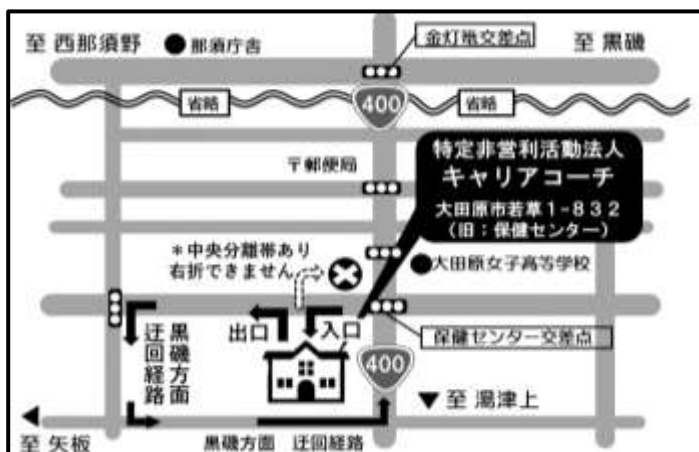 至 西那須野
那須庁舎
金灯籠交差点
至 黒磯
省略
400
省略
特定非営利活動法人
キャリアコーチ
大田原市若草1-832
（旧：保健センター）
〒郵便局
＊中央分離帯あり
右折できません
大田原女子高等学校
出口
入口
保健センター交差点
黒磯方面
迂回経路
400
至 湯津上
至 矢板
黒磯方面 迂回経路